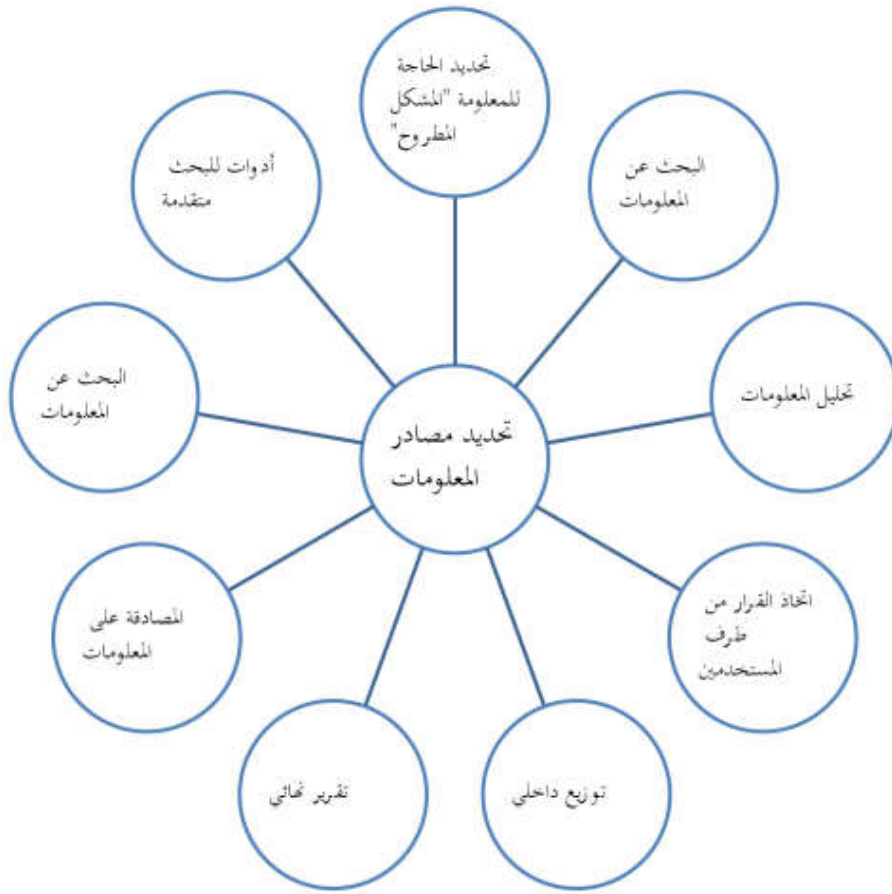 تحديد الحاجة
للمعلومة "المشكل
المطروح"
البحث عن
المعلومات
تحليل المعلومات
اتخاذ القرار من
طرف
المستخدمين
توزيع داخلي
تقرير نهائي
المصادقة على
المعلومات
البحث عن
المعلومات
أدوات للبحث
متقدمة
تحديد مصادر
المعلومات